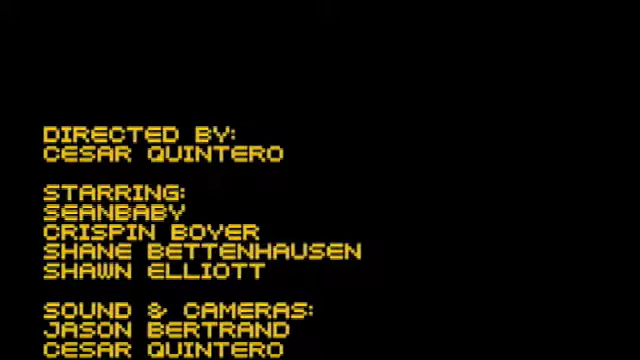 DIRECTED BY:
CESAR QUINTERO
STARRING:
SEANBABY
CRISPIN BOYER
SHANE BETTENHAUSEN
SHAWN ELLIOTT
SOUND & CAMERAS:
JASON BERTRAND
CESAR QUINTERO